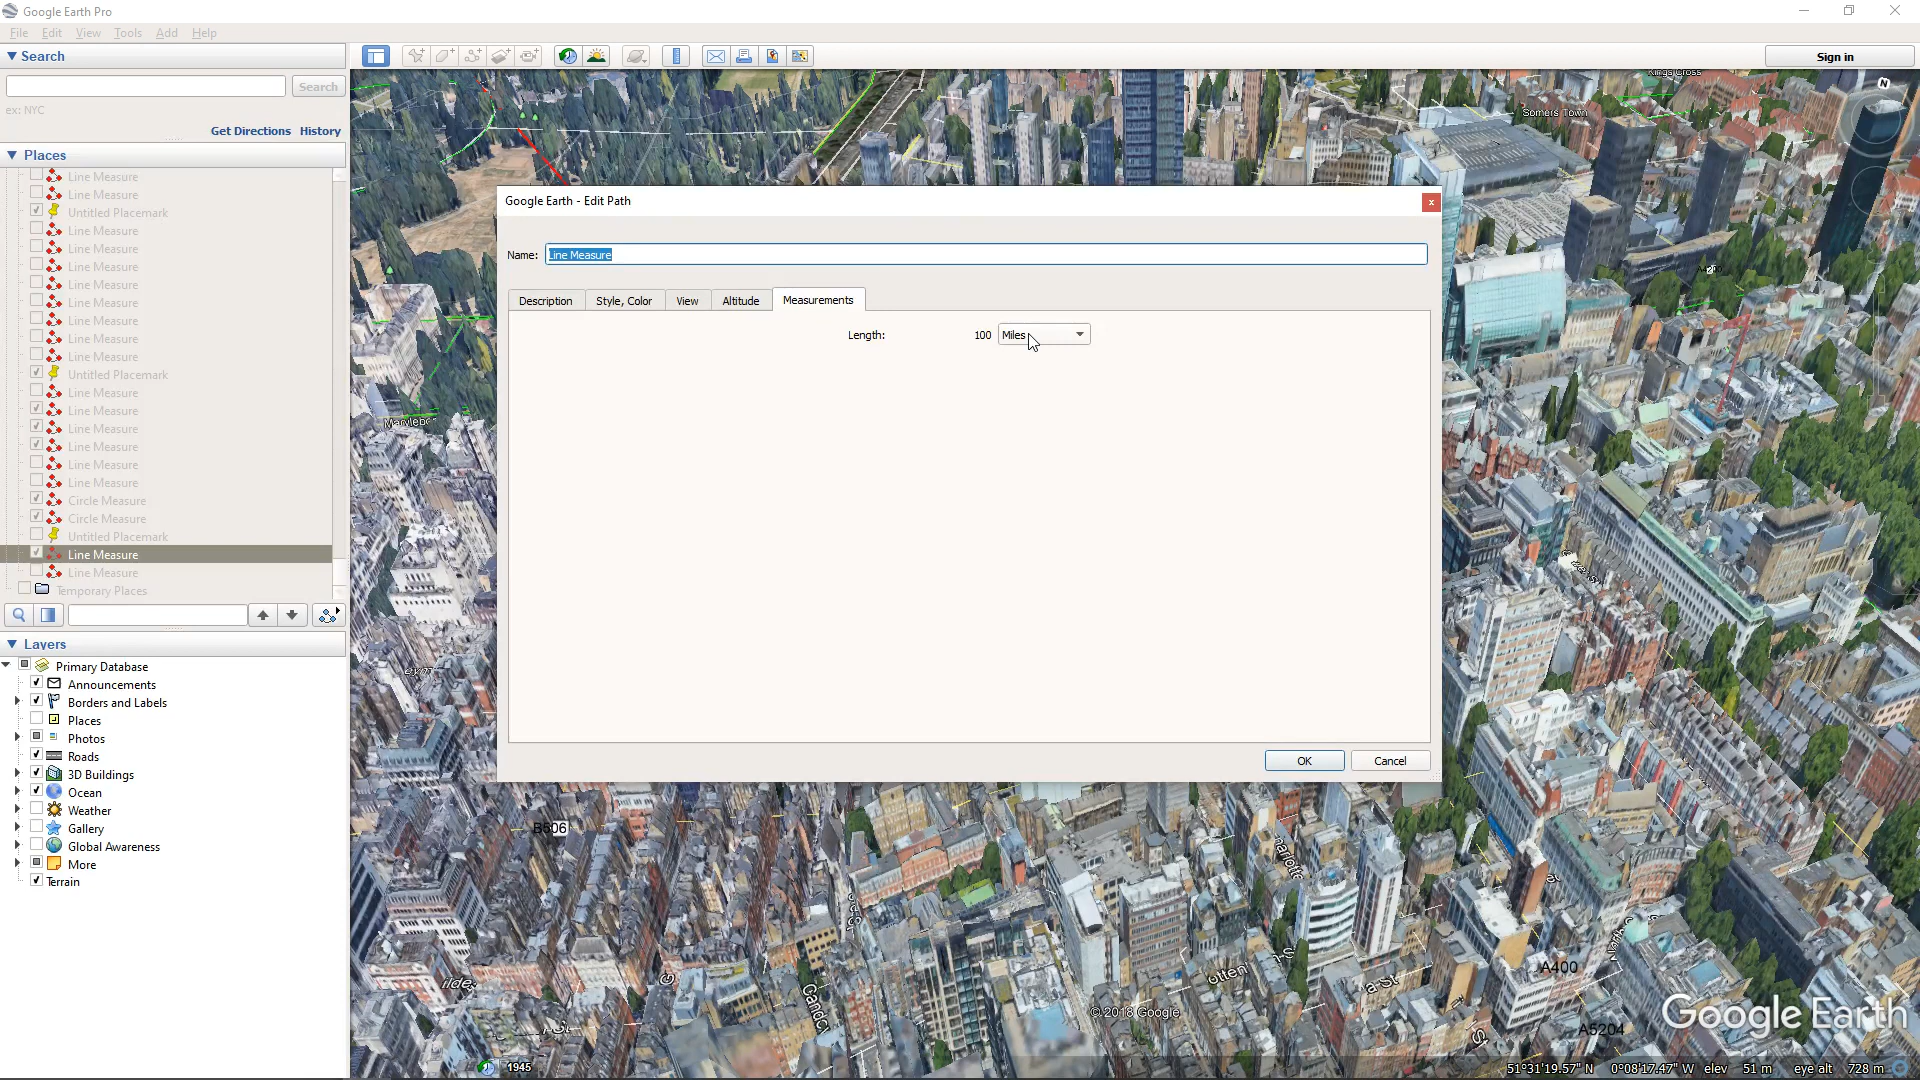 Google Earth Pro
File Edit View Tools Add Help
Search
Search
ex: NYC
Get Directions History
Sign in
Places
Line Measure
Line Measure
Untitled Placemark
Line Measure
Line Measure
Line Measure
Line Measure
Line Measure
Line Measure
Line Measure
Line Measure
Untitled Placemark
Line Measure
Line Measure
Line Measure
Line Measure
Line Measure
Line Measure
Circle Measure
Circle Measure
Untitled Placemark
Line Measure
Line Measure
Temporary Places
Layers
Primary Database
Announcements
Borders and Labels
Places
Photos
Roads
3D Buildings
Ocean
Weather
Gallery
Global Awareness
More
Terrain
Google Earth - Edit Path
Name: Line Measure
Description Style, Color View Altitude Measurements
Length: 100 Miles
OK Cancel
Kings Cross
Somers Town
N
A4200
B506
A400
A5204
© 2018 Google
Google Earth
1945
51°31'19.57" N 0°08'17.47" W elev 51 m eye alt 728 m